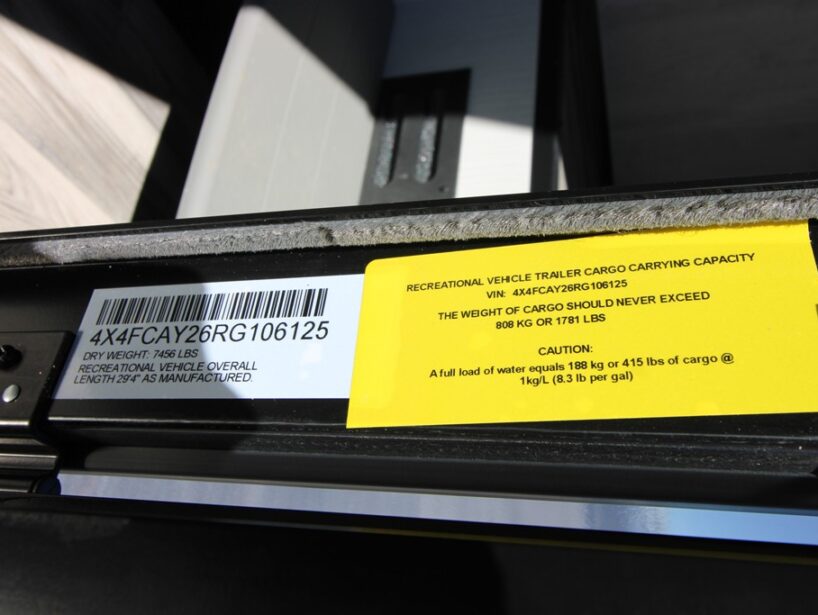 4X4FCAY26RG106125
DRY WEIGHT: 7456 LBS
RECREATIONAL VEHICLE OVERALL
LENGTH 29'4" AS MANUFACTURED.
RECREATIONAL VEHICLE TRAILER CARGO CARRYING CAPACITY
VIN: 4X4FCAY26RG106125
THE WEIGHT OF CARGO SHOULD NEVER EXCEED
808 KG OR 1781 LBS
CAUTION:
A full load of water equals 188 kg or 415 lbs of cargo @
1kg/L (8.3 lb per gal)